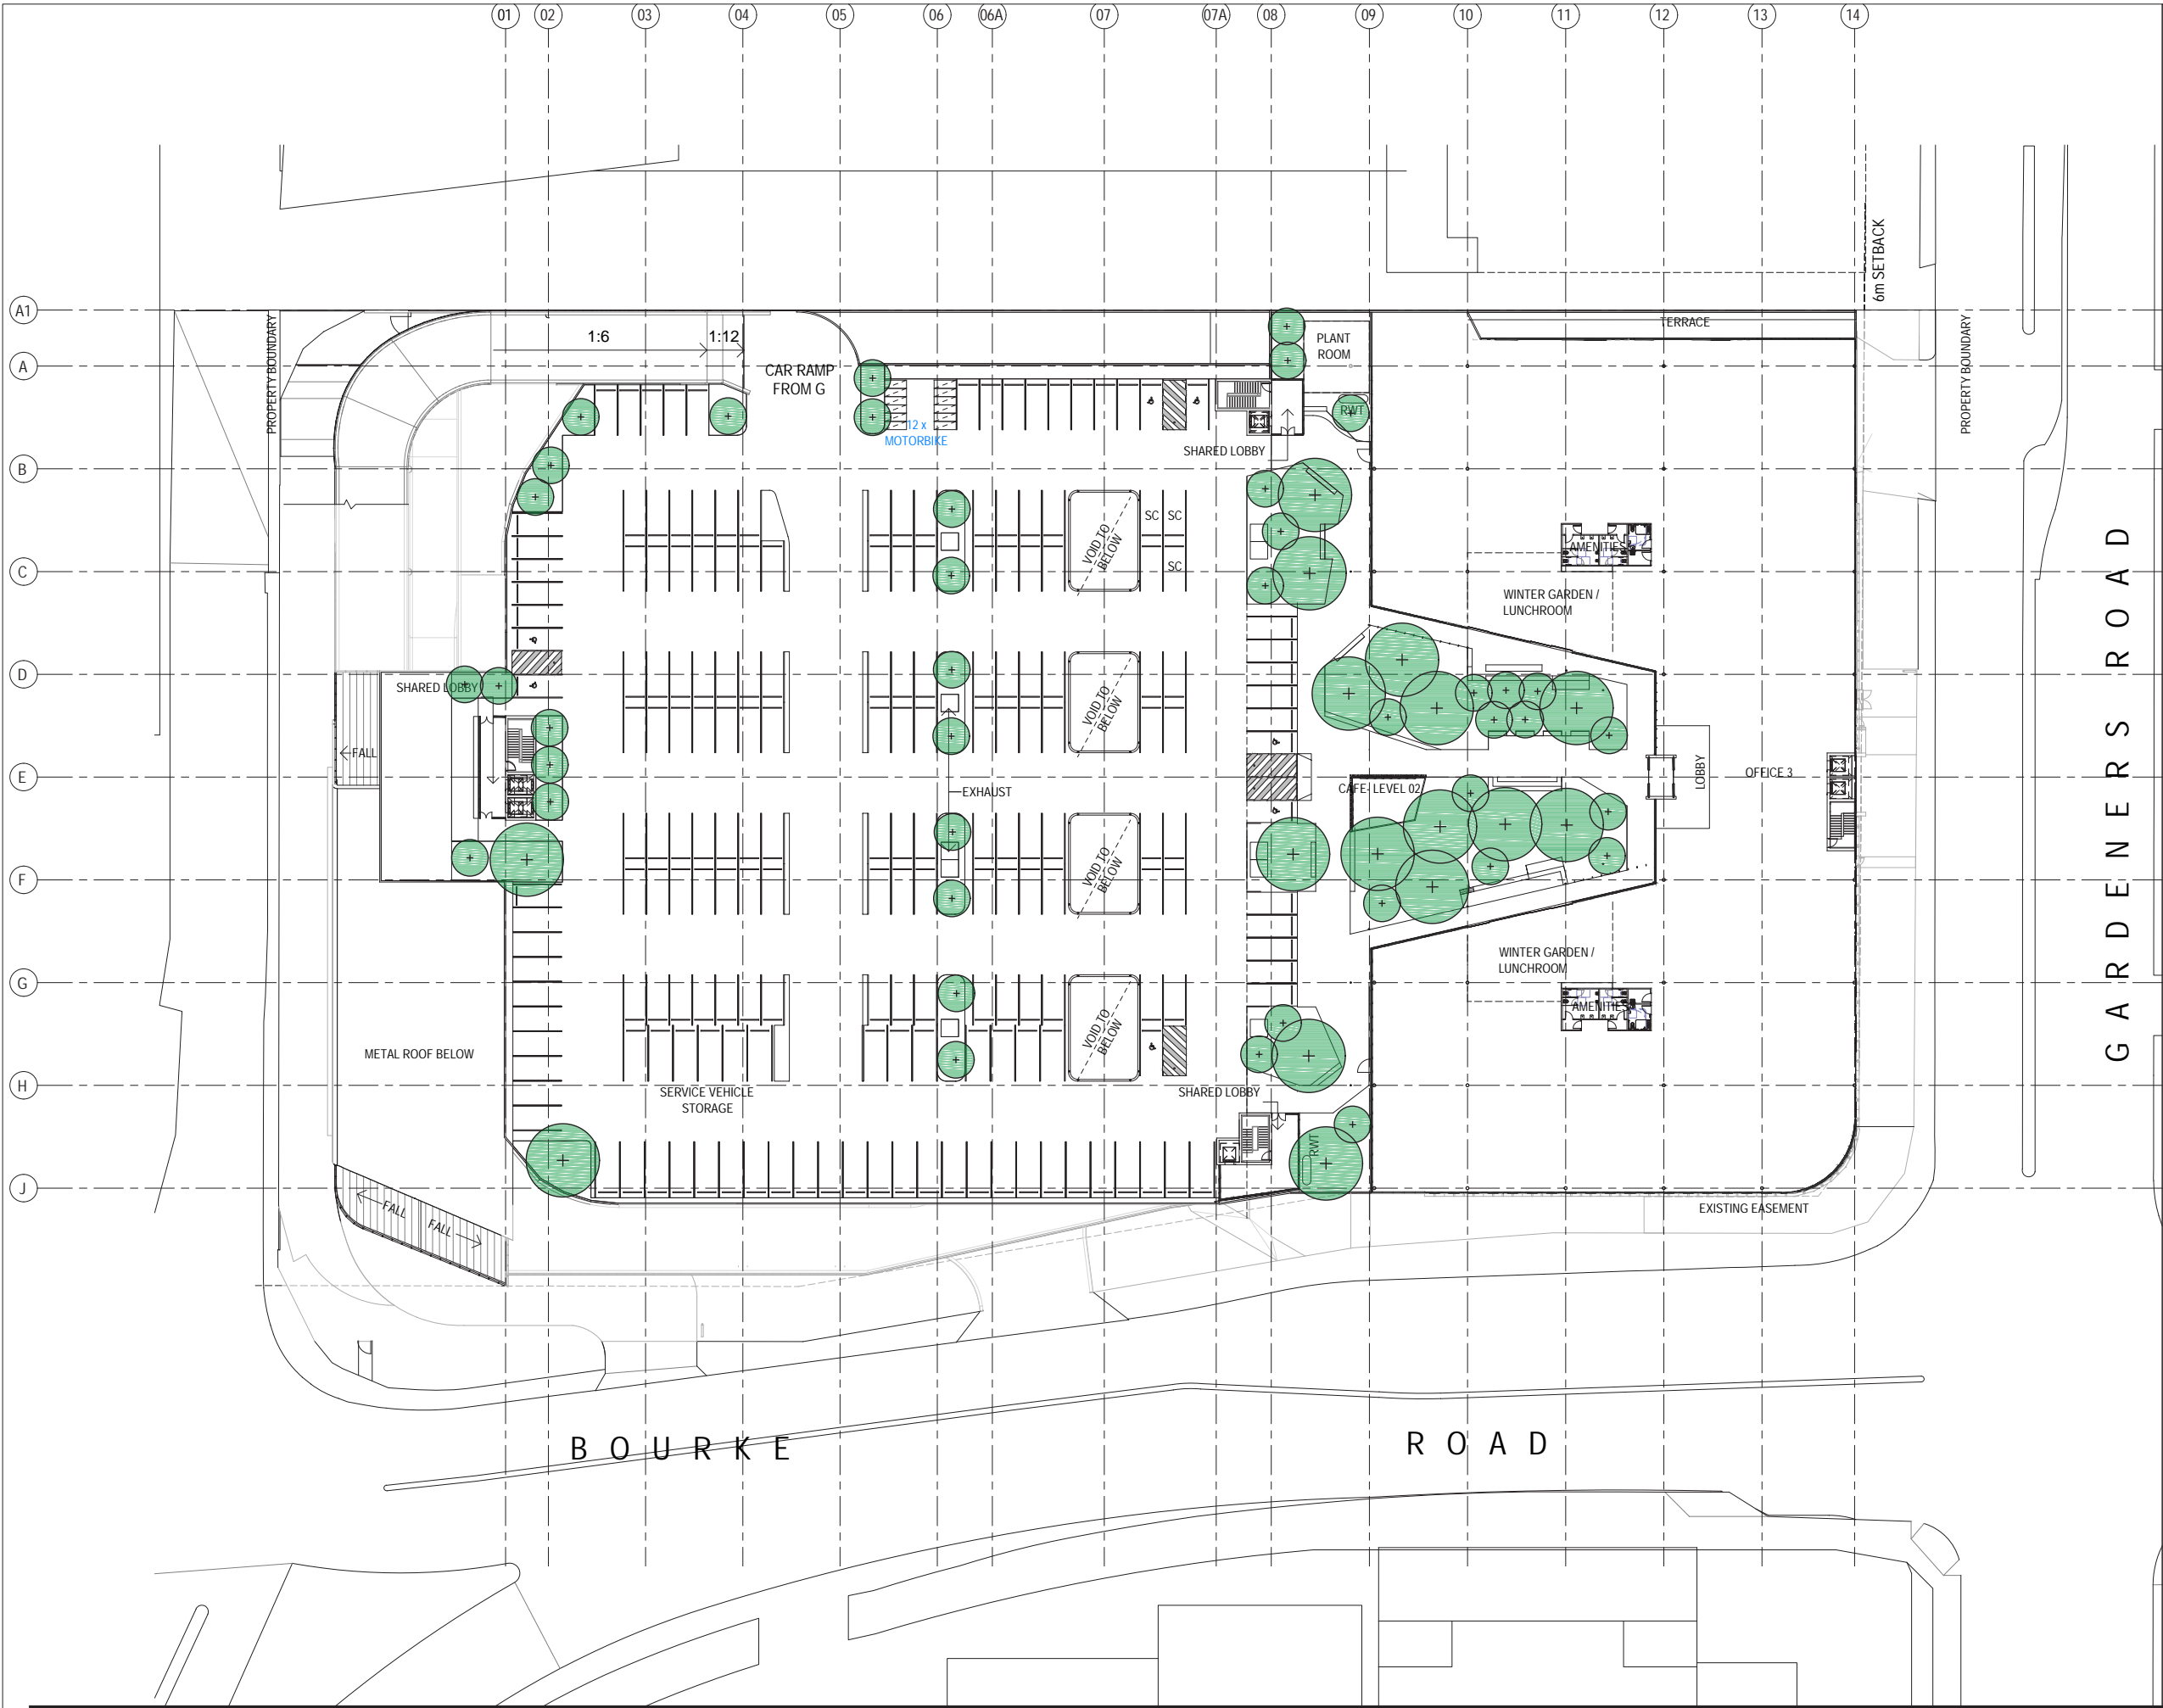 01 02 03 04 05 06 06A 07 07A 08 09 10 11 12 13 14
6m SETBACK
A1
PROPERTY BOUNDARY
1:6
1:12
TERRACE
PROPERTY BOUNDARY
PLANT
ROOM
A
CAR RAMP
FROM G
RWT
12 x
MOTORBIKE
SHARED LOBBY
B
VOID TO
BELOW
SC SC
AMENITIES
SC
C
WINTER GARDEN /
LUNCHROOM
GARDENERS ROAD
D
SHARED LOBBY
VOID TO
BELOW
FALL
E
EXHAUST
CAFE- LEVEL 02
LOBBY
OFFICE 3
VOID TO
BELOW
F
WINTER GARDEN /
LUNCHROOM
G
AMENITIES
VOID TO
BELOW
METAL ROOF BELOW
H
SERVICE VEHICLE
STORAGE
SHARED LOBBY
RWT
J
FALL
FALL
EXISTING EASEMENT
BOURKE ROAD